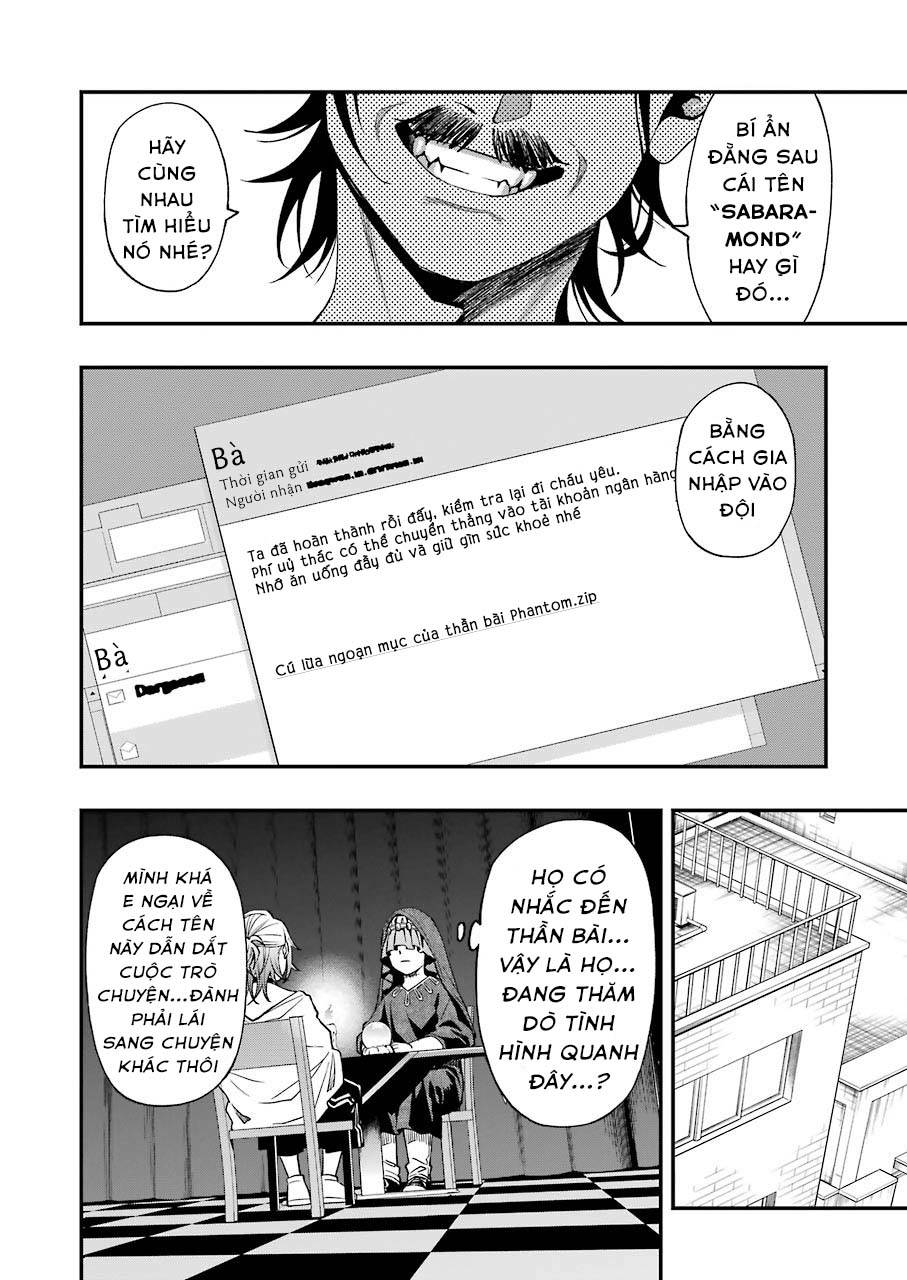 BÍ ẨN
ĐẰNG SAU
CÁI TÊN
“SABARA-
MOND”
HAY GÌ
ĐÓ...
HÃY
CÙNG
NHAU
TÌM HIỂU
NÓ NHÉ?
BẰNG
CÁCH GIA
NHẬP VÀO
ĐỘI
Bà
Thời gian gửi
Người nhận
Ta đã hoàn thành rồi đấy, kiểm tra lại đi cháu yêu.
Phí uỷ thác có thể chuyển thẳng vào tài khoản ngân hàng
Nhớ ăn uống đầy đủ và giữ gìn sức khoẻ nhé
Cú lừa ngoạn mục của thần bài Phantom.zip
Bà
HỌ CÓ
NHẮC ĐẾN
THẦN BÀI...
VẬY LÀ HỌ...
ĐANG THĂM
DÒ TÌNH
HÌNH QUANH
ĐÂY...?
MÌNH KHÁ
E NGẠI VỀ
CÁCH TÊN
NÀY DẪN DẮT
CUỘC TRÒ
CHUYỆN...ĐÀNH
PHẢI LÁI
SANG CHUYỆN
KHÁC THÔI